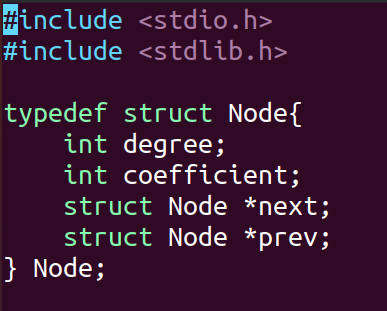 #include <stdio.h>
#include <stdlib.h>

typedef struct Node{
    int degree;
    int coefficient;
    struct Node *next;
    struct Node *prev;
} Node;